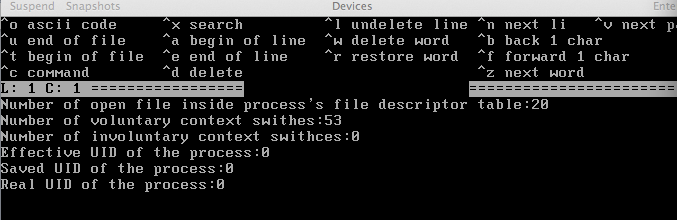 Suspend Snapshots Devices Ente
^o ascii code ^x search ^l undelete line ^n next li ^v next pa
^u end of file ^a begin of line ^w delete word ^b back 1 char
^t begin of file ^e end of line ^r restore word ^f forward 1 char
^c command ^d delete ^z next word
L: 1 C: 1 ================= =======================
Number of open file inside process's file descriptor table:20
Number of voluntary context swithes:53
Number of involuntary context swithces:0
Effective UID of the process:0
Saved UID of the process:0
Real UID of the process:0